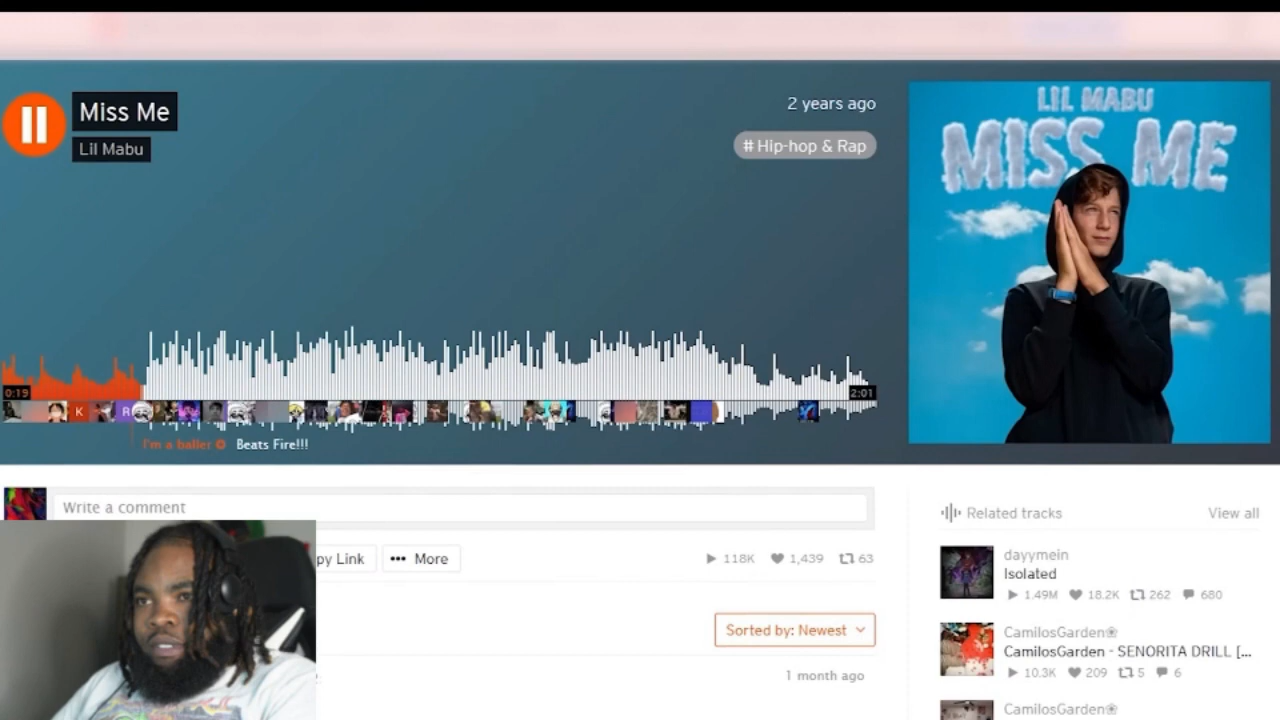 Miss Me
Lil Mabu
2 years ago
# Hip-hop & Rap
LIL MABU
MISS ME
0:19
2:01
K
R
I'm a baller
Beats Fire!!!
Write a comment
py Link
••• More
118K
1,439
63
Sorted by: Newest
1 month ago
Related tracks
View all
dayymein
Isolated
1.49M 18.2K 262 680
CamilosGarden❀
CamilosGarden - SENORITA DRILL [...
10.3K 209 5 6
CamilosGarden❀